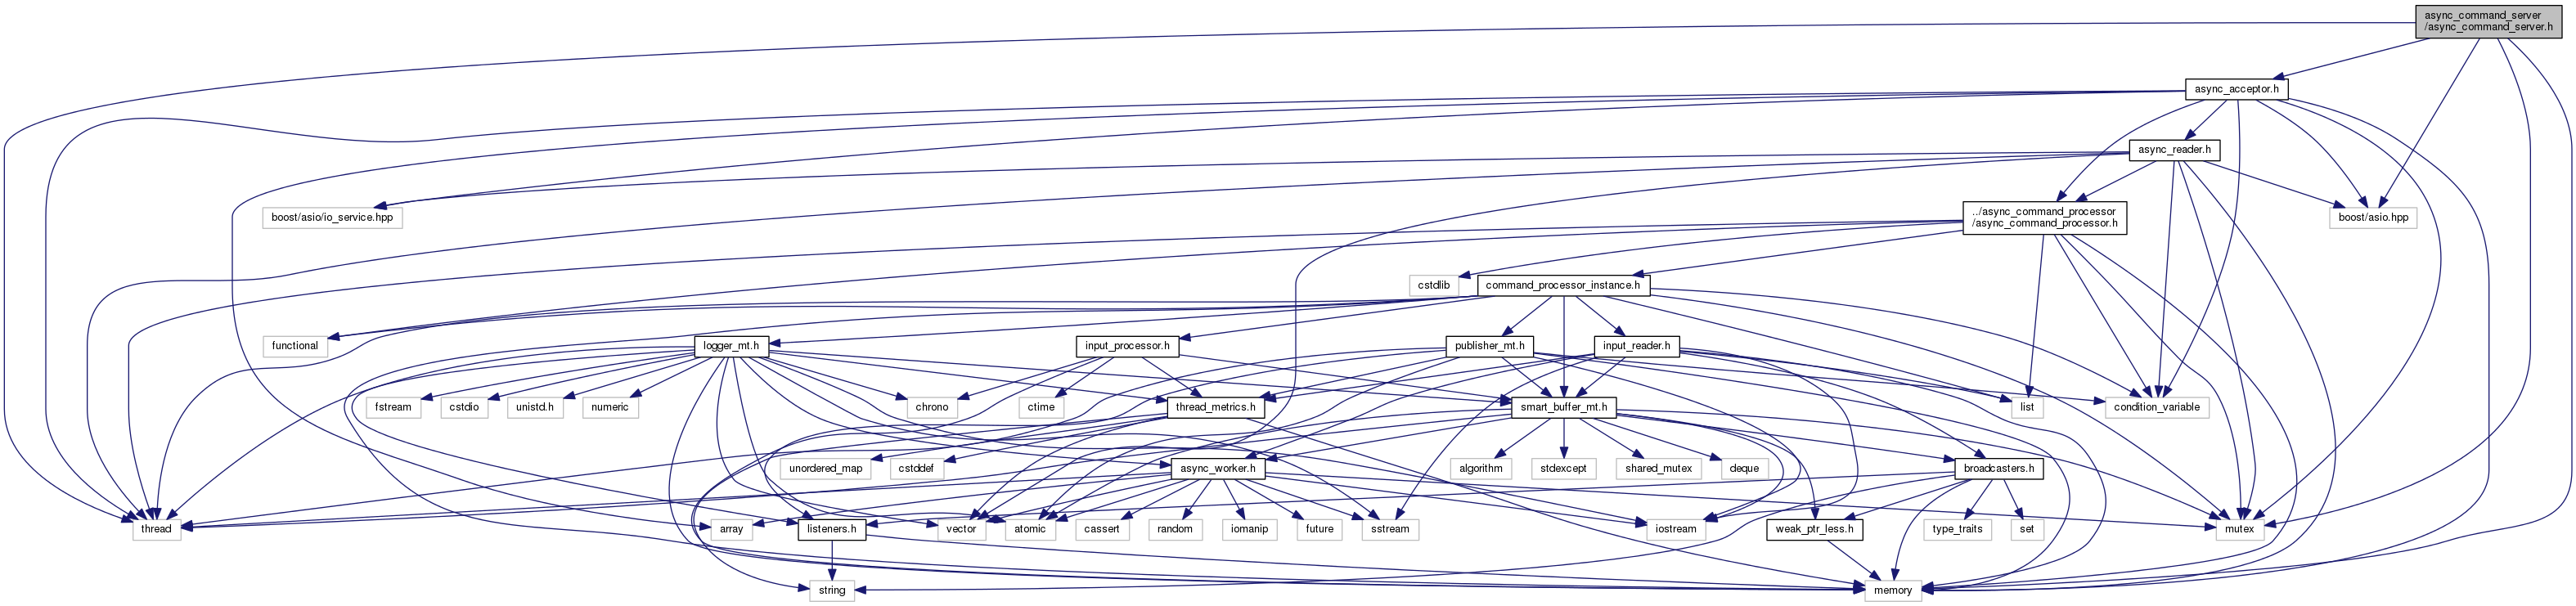 async_command_server
/async_command_server.h
async_acceptor.h
async_reader.h
boost/asio/io_service.hpp
../async_command_processor
/async_command_processor.h
boost/asio.hpp
cstdlib
command_processor_instance.h
functional
logger_mt.h
input_processor.h
publisher_mt.h
input_reader.h
fstream
cstdio
unistd.h
numeric
chrono
ctime
thread_metrics.h
smart_buffer_mt.h
list
condition_variable
unordered_map
cstddef
async_worker.h
algorithm
stdexcept
shared_mutex
deque
broadcasters.h
thread
array
listeners.h
vector
atomic
cassert
random
iomanip
future
sstream
iostream
weak_ptr_less.h
type_traits
set
mutex
string
memory